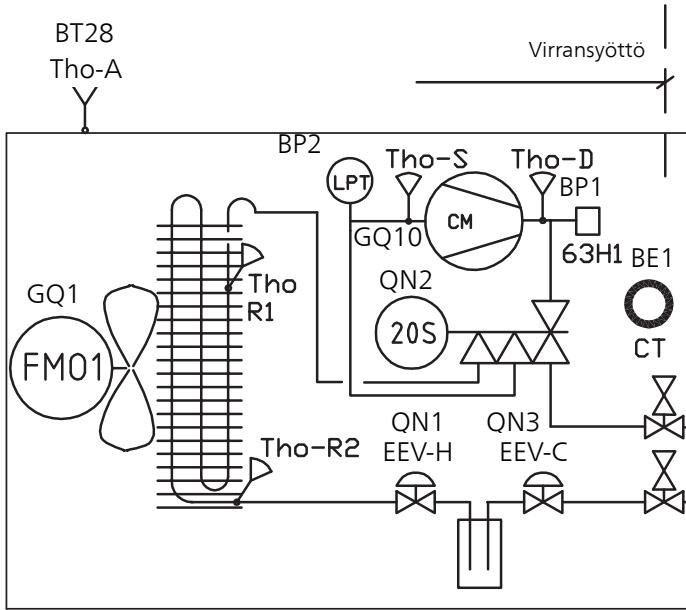 BT28
Tho-A
Virransyöttö
BP2
LPT
Tho-S
Tho-D
BP1
CM
GQ10
63H1
BE1
CT
QN2
20S
GQ1
FM01
Tho
R1
Tho-R2
QN1
EEV-H
QN3
EEV-C